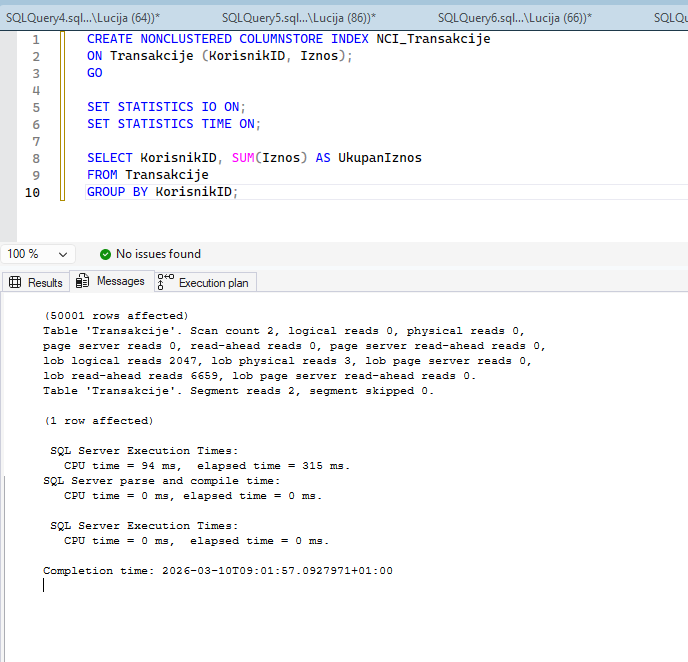 SQLQuery4.sql...\Lucija (64))* SQLQuery5.sql...\Lucija (86))* SQLQuery6.sql...\Lucija (66))* SQLQu
1 CREATE NONCLUSTERED COLUMNSTORE INDEX NCI_Transakcije
2 ON Transakcije (KorisnikID, Iznos);
3 GO
4
5 SET STATISTICS IO ON;
6 SET STATISTICS TIME ON;
7
8 SELECT KorisnikID, SUM(Iznos) AS UkupanIznos
9 FROM Transakcije
10 GROUP BY KorisnikID;
100 % No issues found
Results Messages Execution plan
(50001 rows affected)
Table 'Transakcije'. Scan count 2, logical reads 0, physical reads 0,
page server reads 0, read-ahead reads 0, page server read-ahead reads 0,
lob logical reads 2047, lob physical reads 3, lob page server reads 0,
lob read-ahead reads 6659, lob page server read-ahead reads 0.
Table 'Transakcije'. Segment reads 2, segment skipped 0.
(1 row affected)
SQL Server Execution Times:
CPU time = 94 ms, elapsed time = 315 ms.
SQL Server parse and compile time:
CPU time = 0 ms, elapsed time = 0 ms.
SQL Server Execution Times:
CPU time = 0 ms, elapsed time = 0 ms.
Completion time: 2026-03-10T09:01:57.0927971+01:00